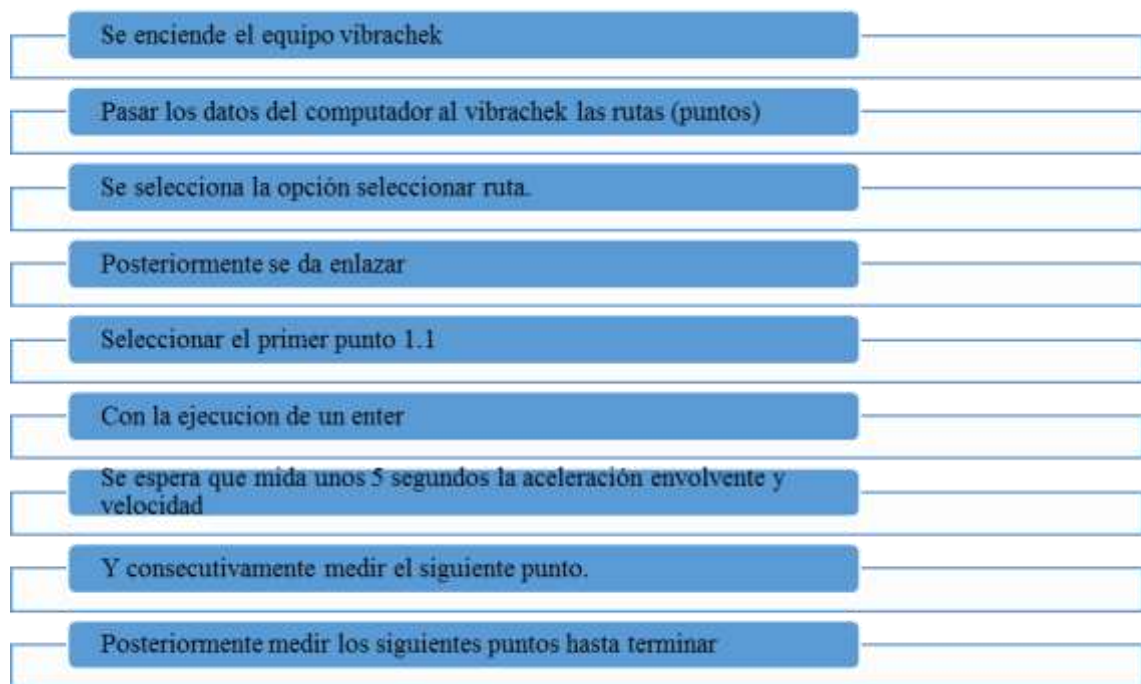 Se enciende el equipo vibrachek
Pasar los datos del computador al vibrachek las rutas (puntos)
Se selecciona la opción seleccionar ruta.
Posteriormente se da enlazar
Seleccionar el primer punto 1.1
Con la ejecucion de un enter
Se espera que mida unos 5 segundos la aceleración envolvente y
velocidad
Y consecutivamente medir el siguiente punto.
Posteriormente medir los siguientes puntos hasta terminar